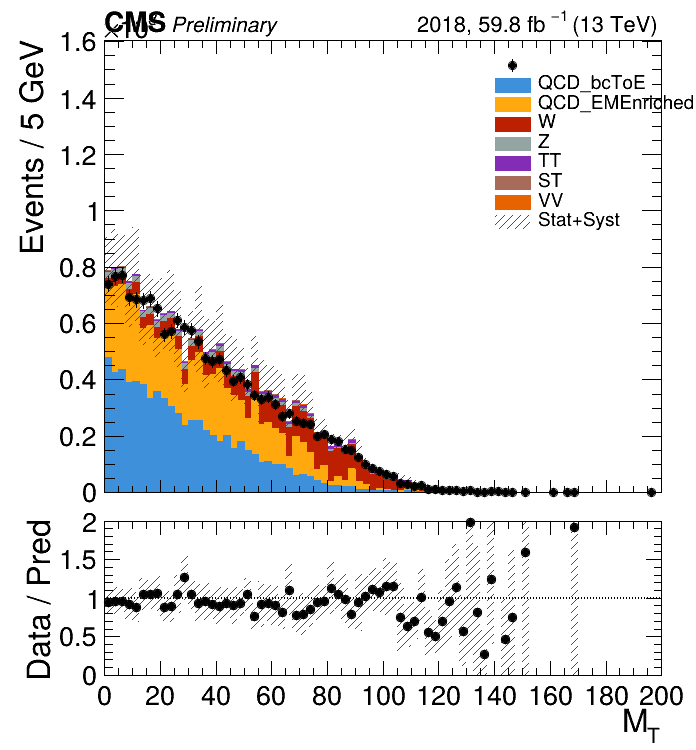 CMS Preliminary 2018, 59.8 fb⁻¹ (13 TeV)
Events / 5 GeV
1.6
1.4
1.2
1
0.8
0.6
0.4
0.2
0
QCD_bcToE
QCD_EMEnriched
W
Z
TT
ST
VV
Stat+Syst
Data / Pred
2
1.5
1
0.5
0
0 20 40 60 80 100 120 140 160 180 200
M_T